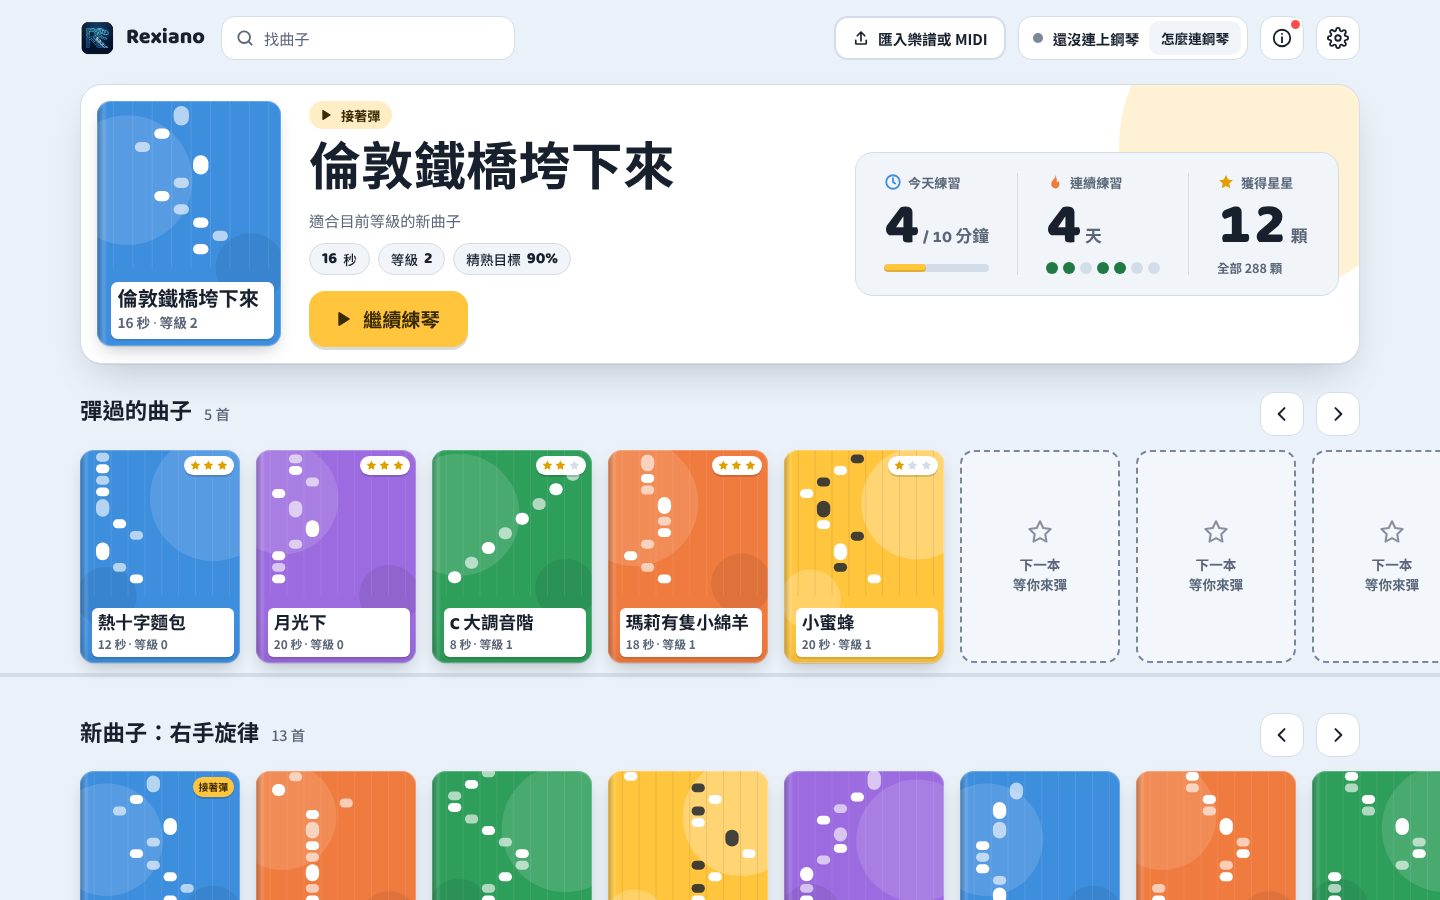 Rexiano
找曲子
匯入樂譜或 MIDI
還沒連上鋼琴
怎麼連鋼琴
倫敦鐵橋垮下來
16 秒 · 等級 2
接著彈
倫敦鐵橋垮下來
適合目前等級的新曲子
16 秒
等級 2
精熟目標 90%
繼續練琴
今天練習
4 / 10 分鐘
連續練習
4 天
獲得星星
12 顆
全部 288 顆
彈過的曲子 5 首
熱十字麵包
12 秒 · 等級 0
月光下
20 秒 · 等級 0
C 大調音階
8 秒 · 等級 1
瑪莉有隻小綿羊
18 秒 · 等級 1
小蜜蜂
20 秒 · 等級 1
下一本
等你來彈
下一本
等你來彈
下一本
等你來彈
新曲子：右手旋律 13 首
接著彈